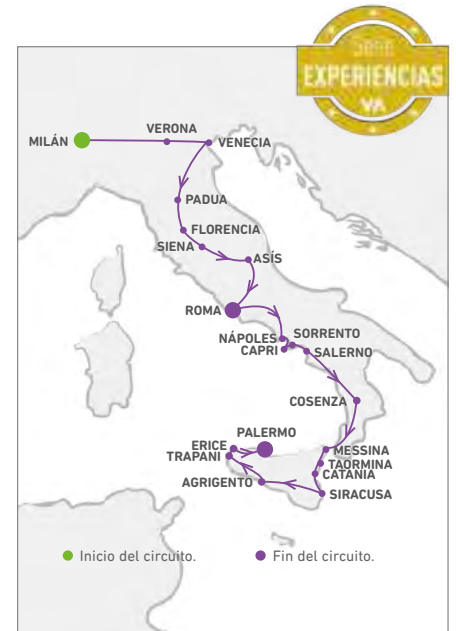 SERIE
EXPERIENCIAS
VERONA
MILÁN
VENECIA
PADUA
FLORENCIA
SIENA
ASÍS
ROMA
NÁPOLES
SORRENTO
CAPRI
SALERNO
COSENZA
PALERMO
ERICE
MESSINA
TRAPANI
TAORMINA
CATANIA
AGRIGENTO
SIRACUSA
Inicio del circuito.
Fin del circuito.